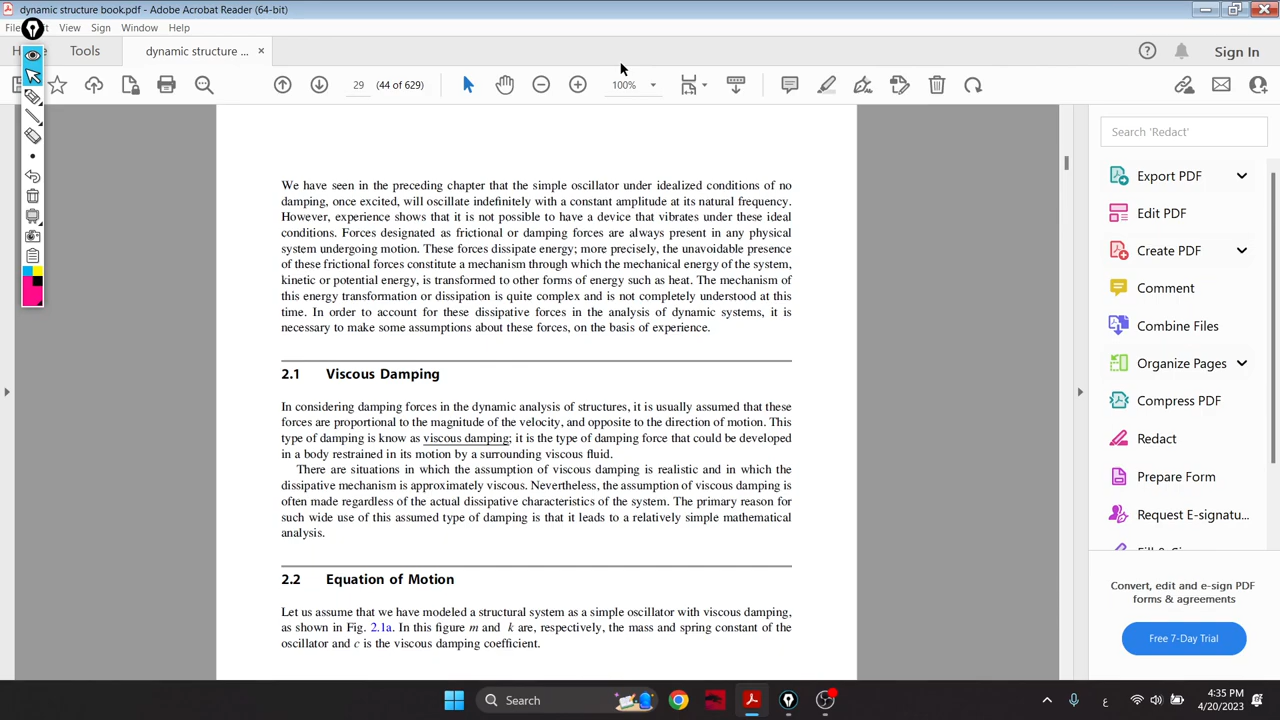 dynamic structure book.pdf - Adobe Acrobat Reader (64-bit)
View Sign Window Help
Tools dynamic structure ... × Sign In
29 (44 of 629) 100%
Search 'Redact'
Export PDF
Edit PDF
Create PDF
Comment
Combine Files
Organize Pages
Compress PDF
Redact
Prepare Form
Request E-signatu...
Convert, edit and e-sign PDF
forms & agreements
Free 7-Day Trial
We have seen in the preceding chapter that the simple oscillator under idealized conditions of no
damping, once excited, will oscillate indefinitely with a constant amplitude at its natural frequency.
However, experience shows that it is not possible to have a device that vibrates under these ideal
conditions. Forces designated as frictional or damping forces are always present in any physical
system undergoing motion. These forces dissipate energy; more precisely, the unavoidable presence
of these frictional forces constitute a mechanism through which the mechanical energy of the system,
kinetic or potential energy, is transformed to other forms of energy such as heat. The mechanism of
this energy transformation or dissipation is quite complex and is not completely understood at this
time. In order to account for these dissipative forces in the analysis of dynamic systems, it is
necessary to make some assumptions about these forces, on the basis of experience.
2.1 Viscous Damping
In considering damping forces in the dynamic analysis of structures, it is usually assumed that these
forces are proportional to the magnitude of the velocity, and opposite to the direction of motion. This
type of damping is know as viscous damping; it is the type of damping force that could be developed
in a body restrained in its motion by a surrounding viscous fluid.
There are situations in which the assumption of viscous damping is realistic and in which the
dissipative mechanism is approximately viscous. Nevertheless, the assumption of viscous damping is
often made regardless of the actual dissipative characteristics of the system. The primary reason for
such wide use of this assumed type of damping is that it leads to a relatively simple mathematical
analysis.
2.2 Equation of Motion
Let us assume that we have modeled a structural system as a simple oscillator with viscous damping,
as shown in Fig. 2.1a. In this figure m and k are, respectively, the mass and spring constant of the
oscillator and c is the viscous damping coefficient.
Search
ع
4:35 PM
4/20/2023